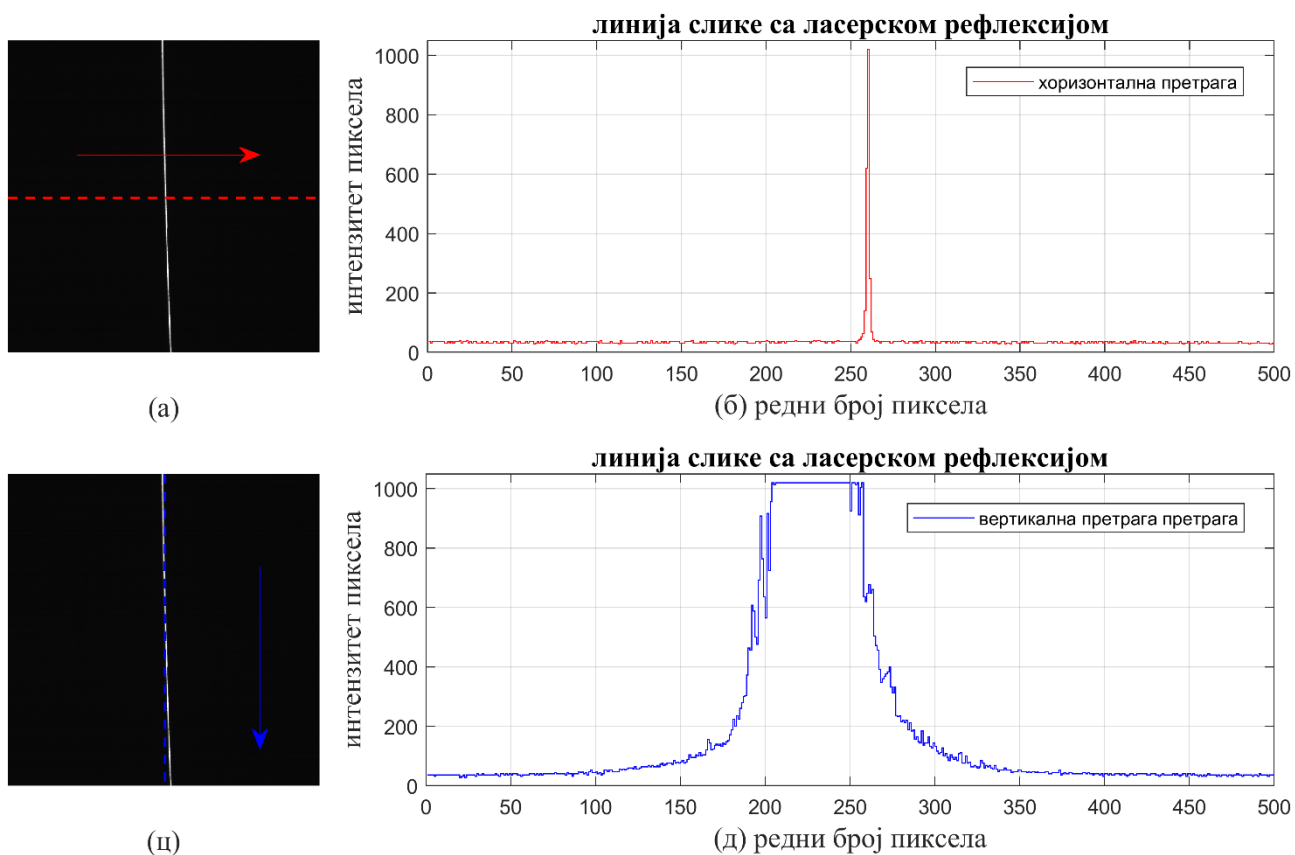 линија слике са ласерском рефлексијом
интензитет пиксела
1000
800
600
400
200
0
хоризонтална претрага
0 50 100 150 200 250 300 350 400 450 500
(а)
(б) редни број пиксела
линија слике са ласерском рефлексијом
интензитет пиксела
1000
800
600
400
200
0
вертикална претрага претрага
0 50 100 150 200 250 300 350 400 450 500
(ц)
(д) редни број пиксела